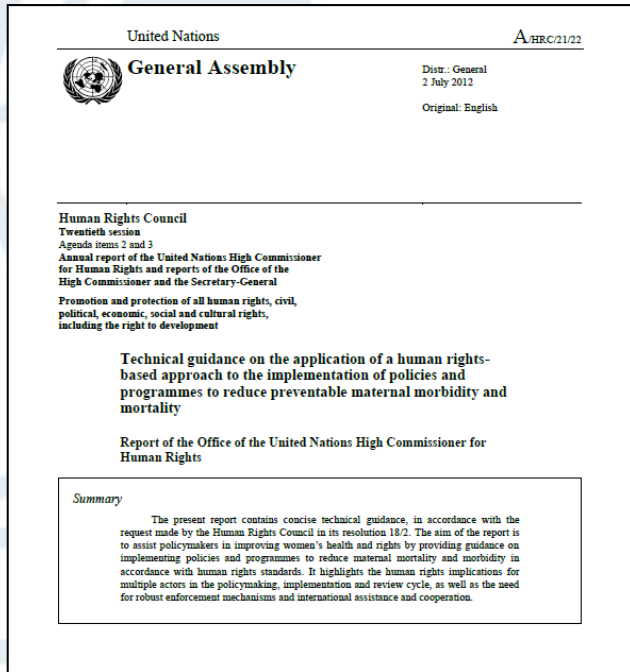 United Nations
A/HRC/21/22
General Assembly
Distr.: General
2 July 2012
Original: English
Human Rights Council
Twentieth session
Agenda items 2 and 3
Annual report of the United Nations High Commissioner
for Human Rights and reports of the Office of the
High Commissioner and the Secretary-General
Promotion and protection of all human rights, civil,
political, economic, social and cultural rights,
including the right to development
Technical guidance on the application of a human rights-
based approach to the implementation of policies and
programmes to reduce preventable maternal morbidity and
mortality
Report of the Office of the United Nations High Commissioner for
Human Rights
Summary
The present report contains concise technical guidance, in accordance with the
request made by the Human Rights Council in its resolution 18/2. The aim of the report is
to assist policymakers in improving women's health and rights by providing guidance on
implementing policies and programmes to reduce maternal mortality and morbidity in
accordance with human rights standards. It highlights the human rights implications for
multiple actors in the policymaking, implementation and review cycle, as well as the need
for robust enforcement mechanisms and international assistance and cooperation.